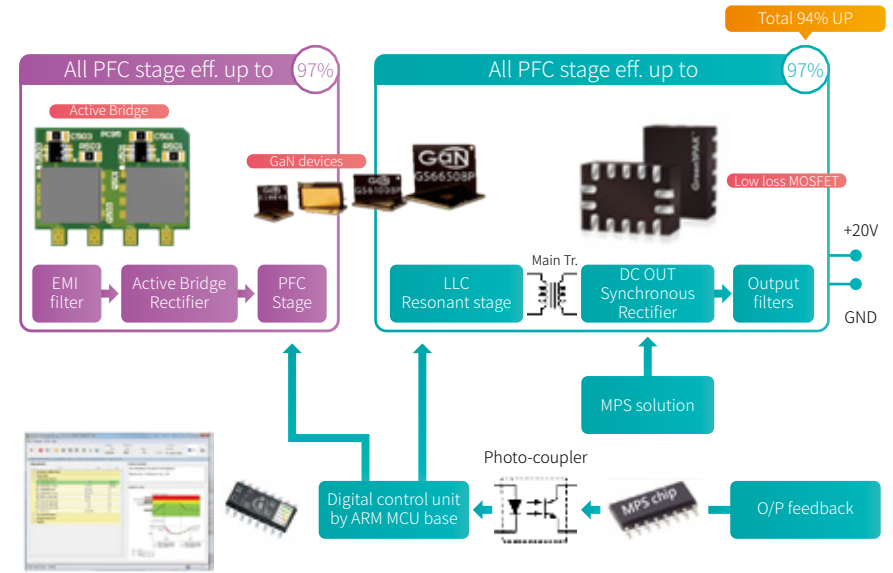 Total 94% UP
All PFC stage eff. up to 97%
All PFC stage eff. up to 97%
Active Bridge
GaN devices
GaN
GS66508P
GaN
GreenPAK
Low loss MOSFET
+20V
GND
EMI
filter
Active Bridge
Rectifier
PFC
Stage
LLC
Resonant stage
Main Tr.
DC OUT
Synchronous
Rectifier
Output
filters
MPS solution
Photo-coupler
Digital control unit
by ARM MCU base
MPS chip
O/P feedback